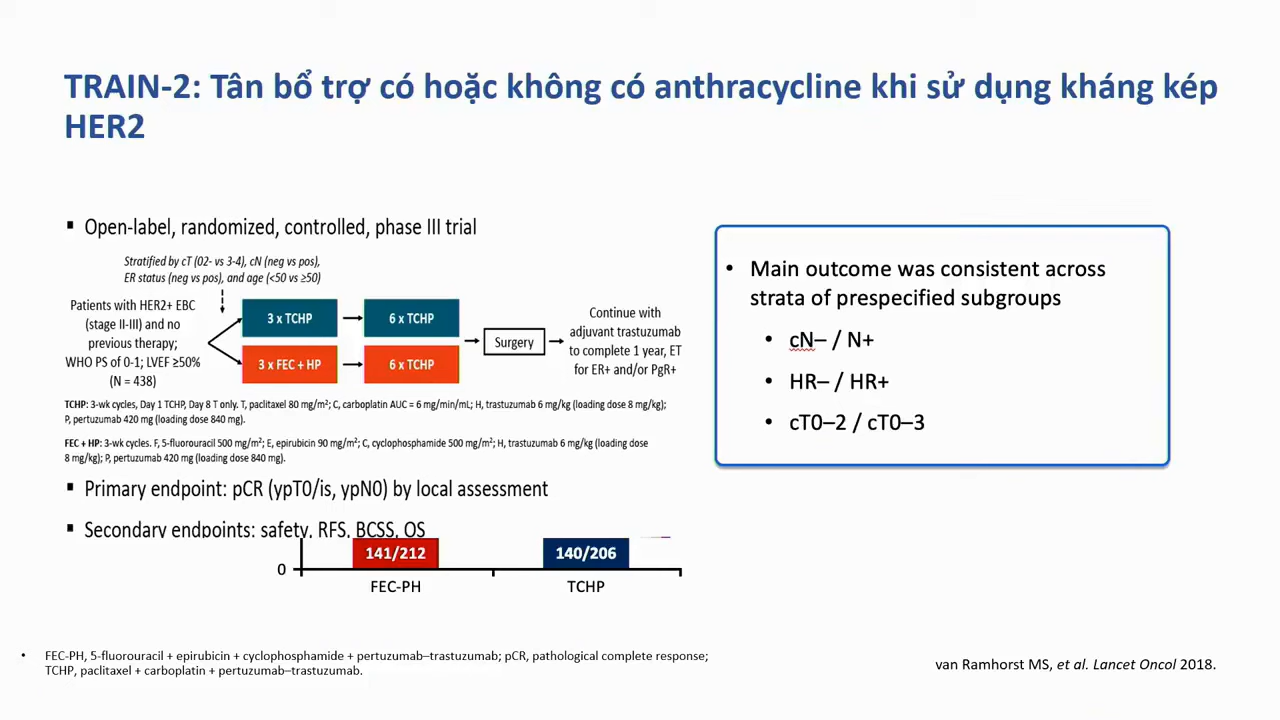 TRAIN-2: Tân bổ trợ có hoặc không có anthracycline khi sử dụng kháng kép
HER2
▪ Open-label, randomized, controlled, phase III trial
Stratified by cT (02- vs 3-4), cN (neg vs pos),
ER status (neg vs pos), and age (<50 vs ≥50)
Patients with HER2+ EBC
(stage II-III) and no
previous therapy;
WHO PS of 0-1; LVEF ≥50%
(N = 438)
3 x TCHP
6 x TCHP
3 x FEC + HP
6 x TCHP
Surgery
Continue with
adjuvant trastuzumab
to complete 1 year, ET
for ER+ and/or PgR+
TCHP: 3-wk cycles, Day 1 TCHP, Day 8 T only. T, paclitaxel 80 mg/m²; C, carboplatin AUC = 6 mg/min/mL; H, trastuzumab 6 mg/kg (loading dose 8 mg/kg);
P, pertuzumab 420 mg (loading dose 840 mg).
FEC + HP: 3-wk cycles. F, 5-fluorouracil 500 mg/m²; E, epirubicin 90 mg/m²; C, cyclophosphamide 500 mg/m²; H, trastuzumab 6 mg/kg (loading dose
8 mg/kg); P, pertuzumab 420 mg (loading dose 840 mg).
▪ Primary endpoint: pCR (ypT0/is, ypN0) by local assessment
▪ Secondary endpoints: safety, RFS, BCSS, OS
141/212
140/206
0
FEC-PH
TCHP
• Main outcome was consistent across
strata of prespecified subgroups
• cN– / N+
• HR– / HR+
• cT0–2 / cT0–3
• FEC-PH, 5-fluorouracil + epirubicin + cyclophosphamide + pertuzumab–trastuzumab; pCR, pathological complete response;
TCHP, paclitaxel + carboplatin + pertuzumab–trastuzumab.
van Ramhorst MS, et al. Lancet Oncol 2018.